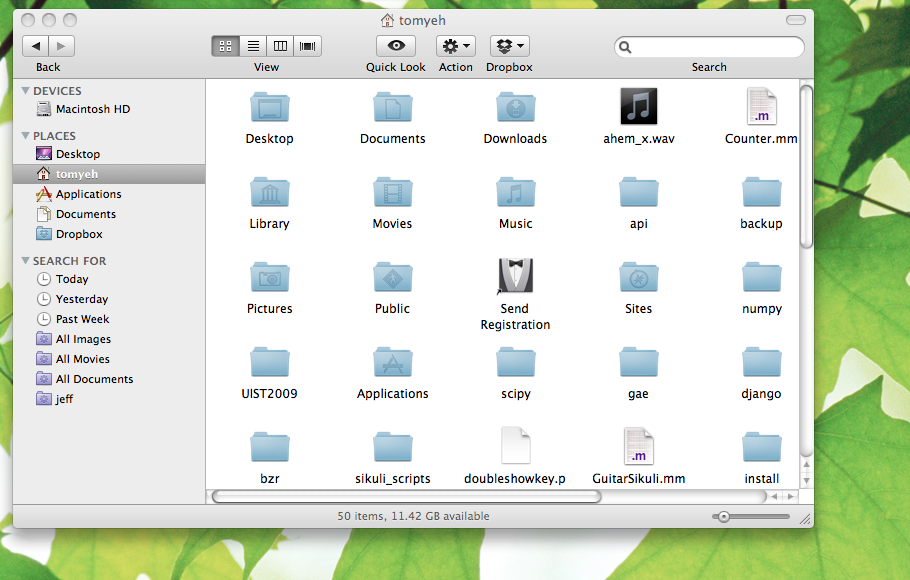 tomyeh
Back
View
Quick Look
Action
Dropbox
Search
DEVICES
Macintosh HD
PLACES
Desktop
tomyeh
Applications
Documents
Dropbox
SEARCH FOR
Today
Yesterday
Past Week
All Images
All Movies
All Documents
jeff
Desktop
Documents
Downloads
ahem_x.wav
.m
Counter.mm
Library
Movies
Music
api
backup
Pictures
Public
Send
Registration
Sites
numpy
UIST2009
Applications
scipy
gae
django
bzr
sikuli_scripts
doubleshowkey.p
.m
GuitarSikuli.mm
install
50 items, 11.42 GB available